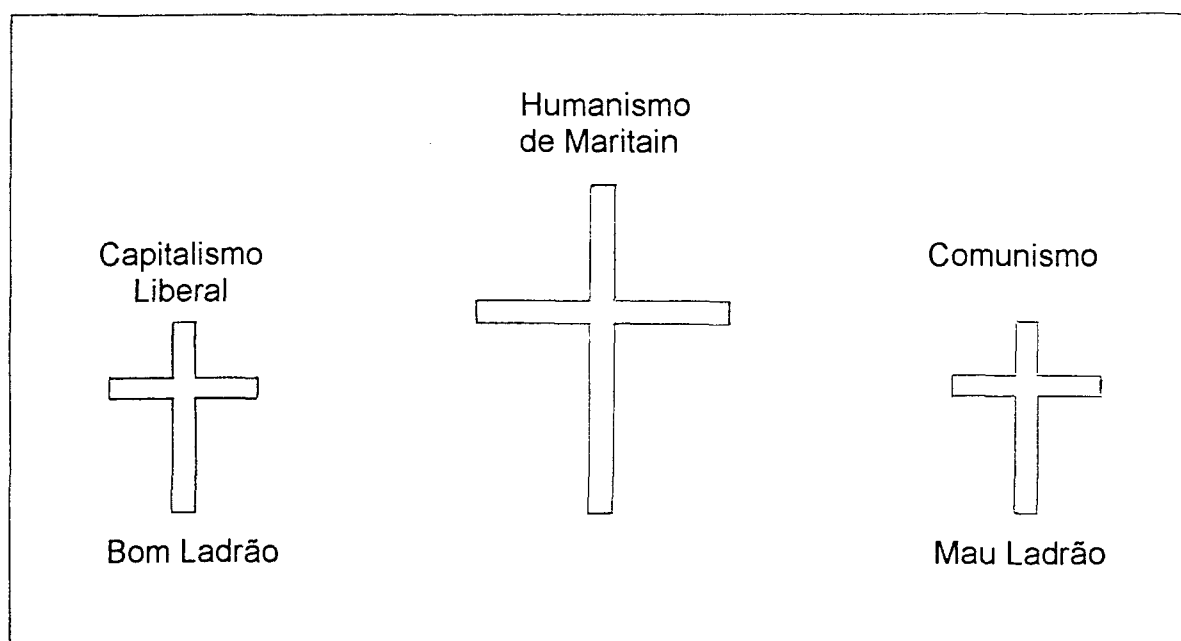 Humanismo
de Maritain
Capitalismo
Liberal
Comunismo
Bom Ladrão
Mau Ladrão